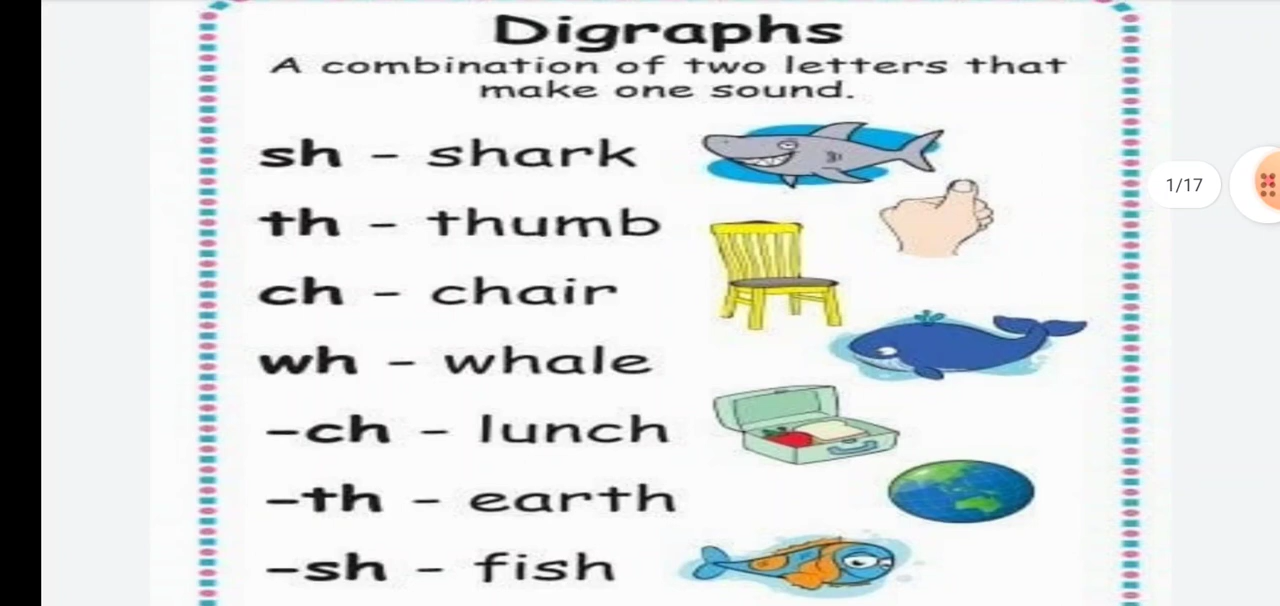 Digraphs
A combination of two letters that
make one sound.
sh - shark
th - thumb
ch - chair
wh - whale
-ch - lunch
-th - earth
-sh - fish
1/17